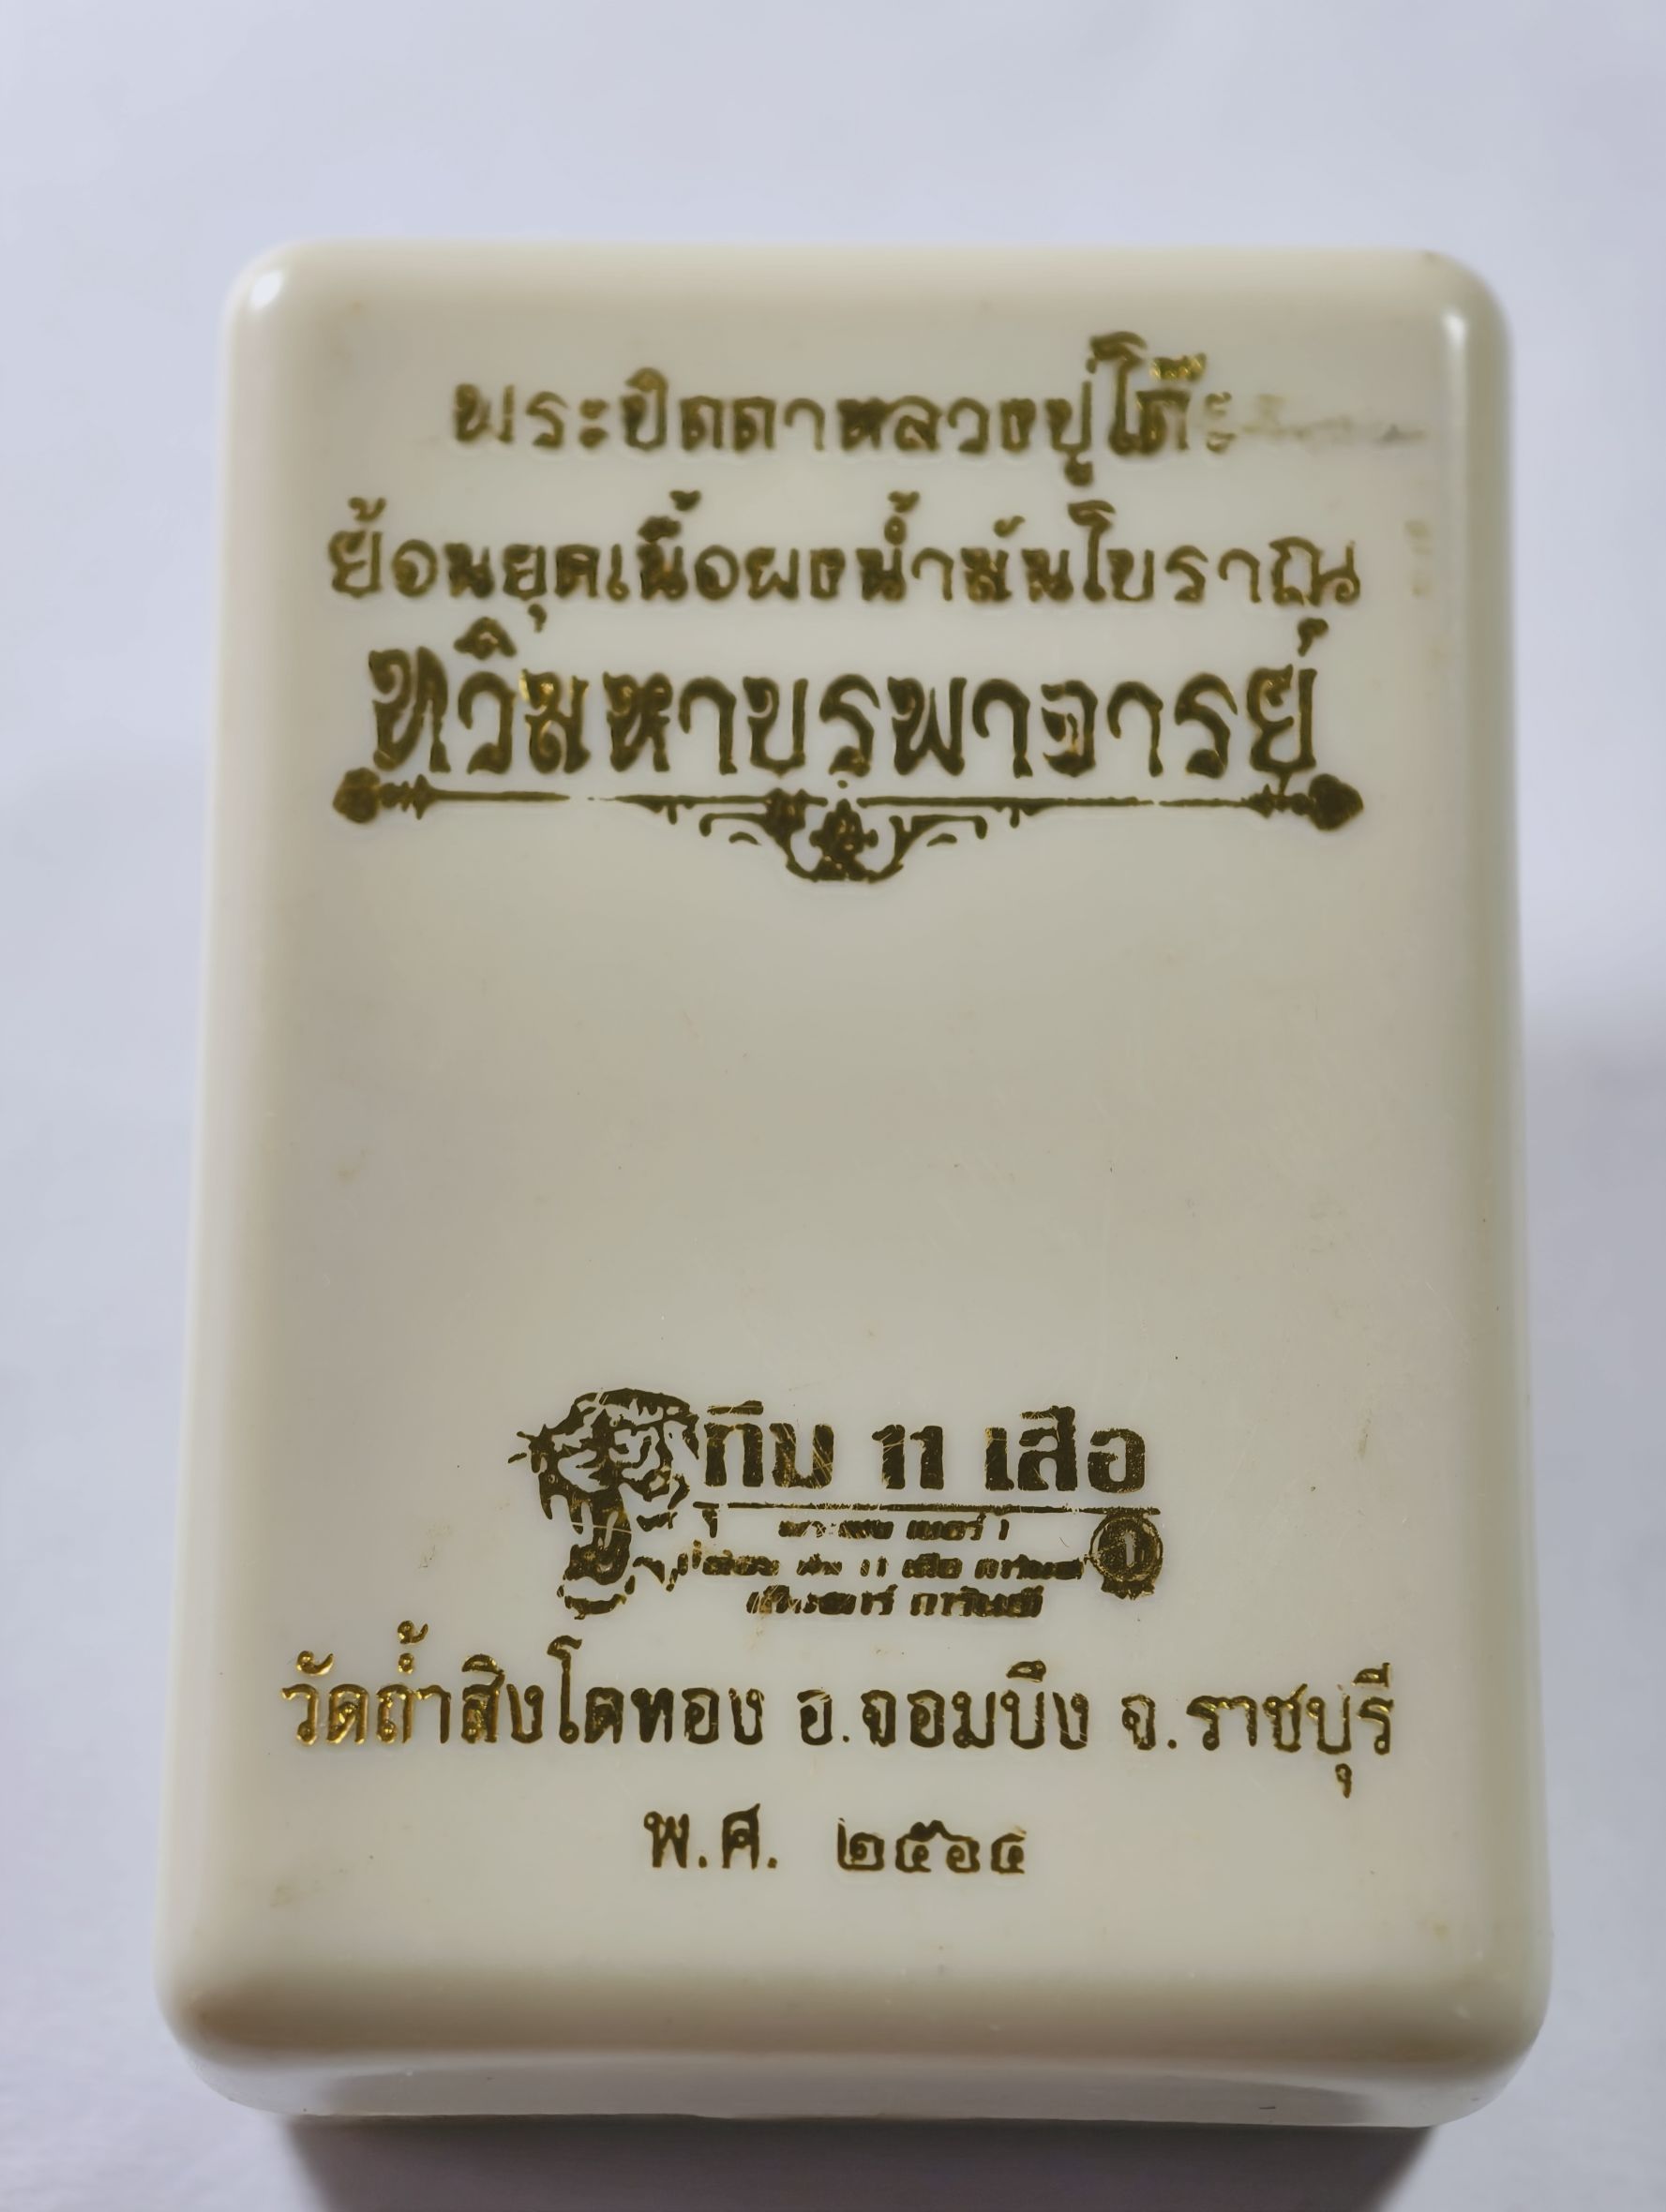 พระปิดตาหลวงปู่โต๊ะ
ย้อนยุคเนื้อผงน้ำมันโบราณ
ทวิมหาบูรพาจารย์
ทีม 11 เสือ
วัดถ้ำสิงโตทอง อ.จอมบึง จ.ราชบุรี
พ.ศ. ๒๕๖๔